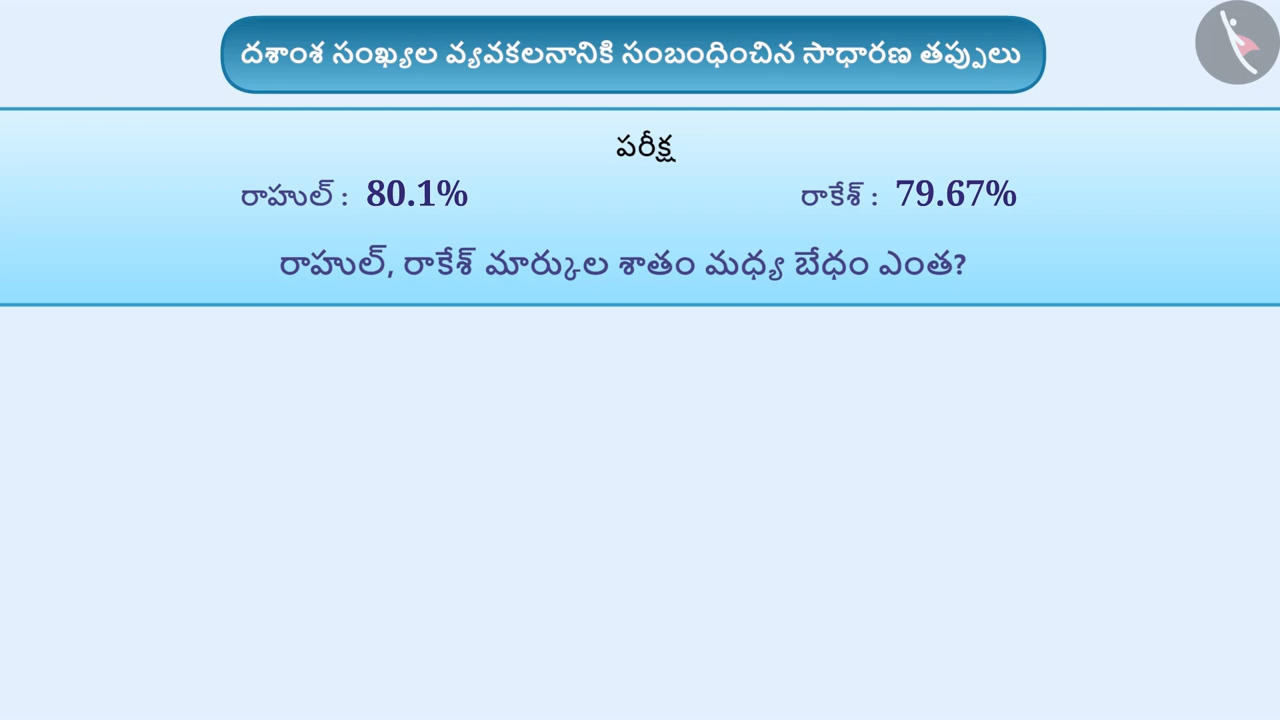 దశాంశ సంఖ్యల వ్యవకలనానికి సంబంధించిన సాధారణ తప్పులు
పరీక్ష
రాహుల్ : 80.1% రాకేశ్ : 79.67%
రాహుల్, రాకేశ్ మార్కుల శాతం మధ్య బేధం ఎంత?